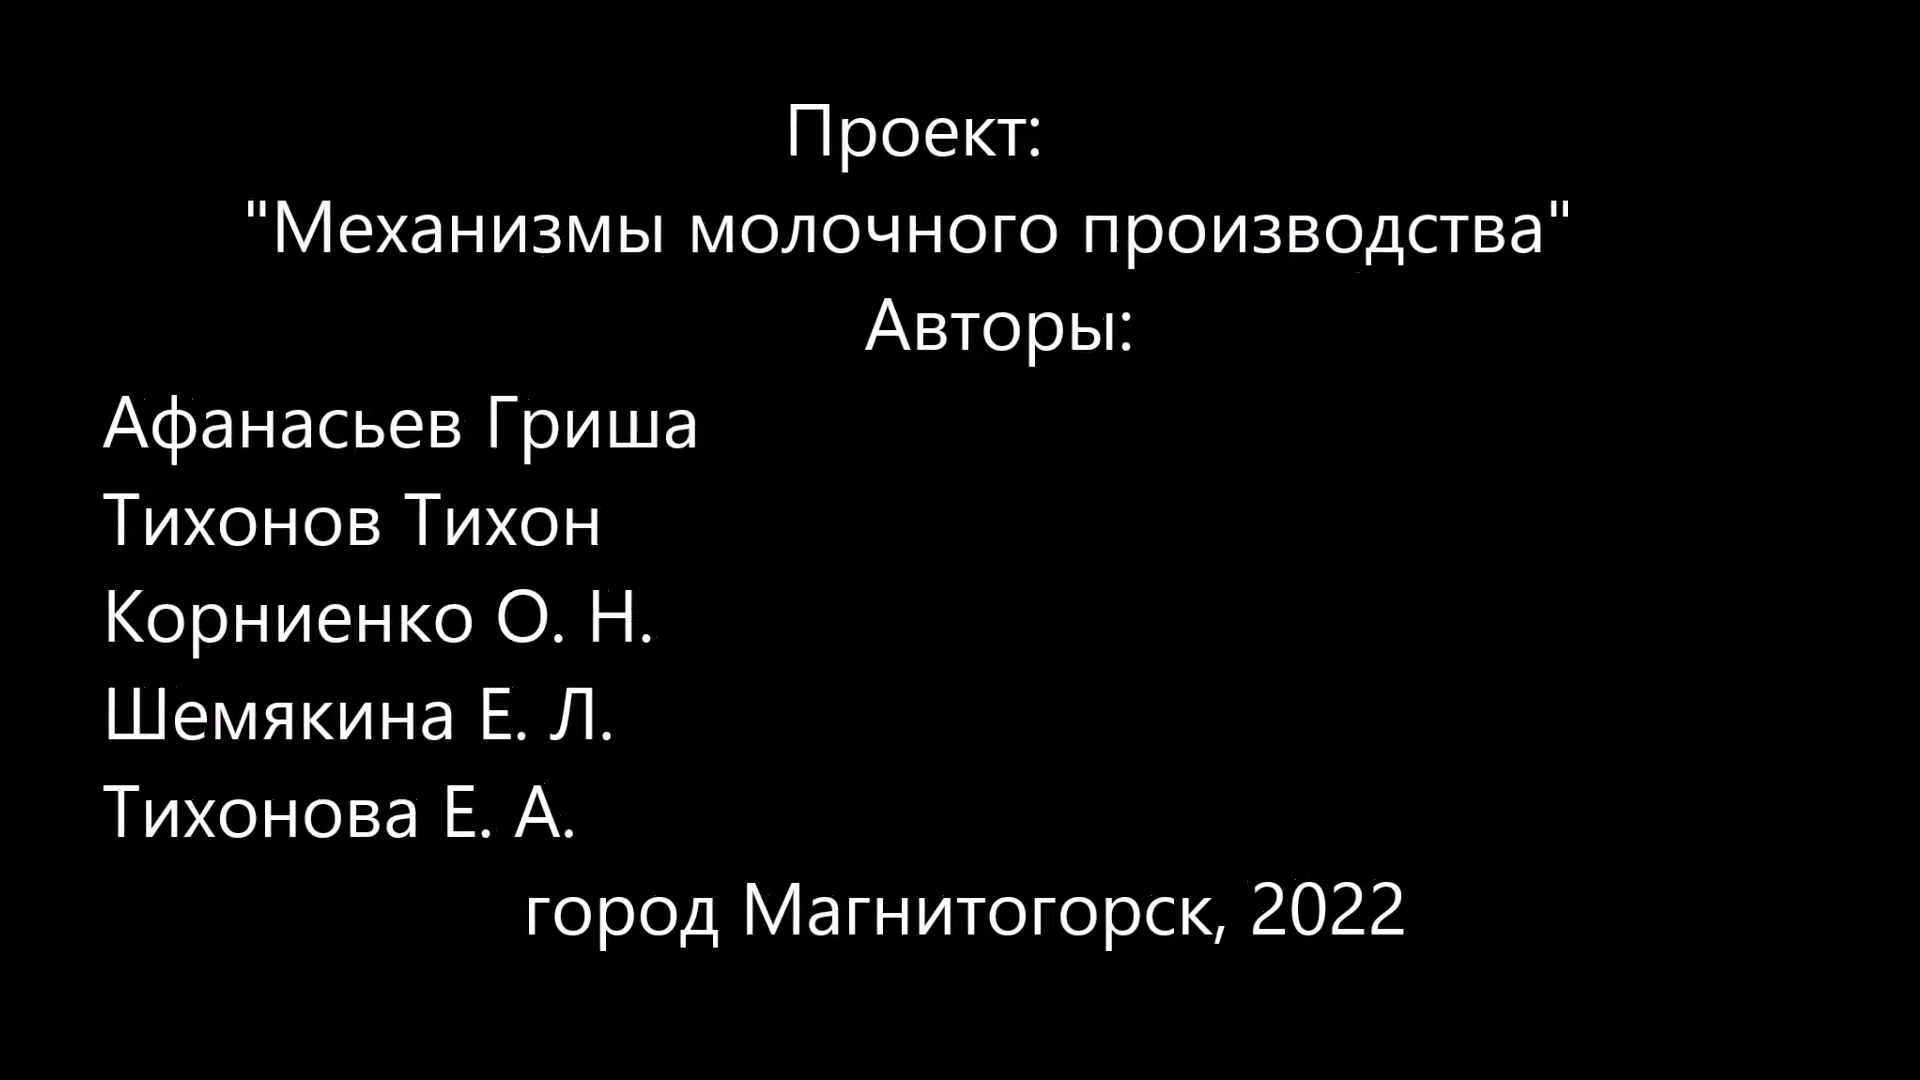 Проект:
"Механизмы молочного производства"
Авторы:
Афанасьев Гриша
Тихонов Тихон
Корниенко О. Н.
Шемякина Е. Л.
Тихонова Е. А.
город Магнитогорск, 2022